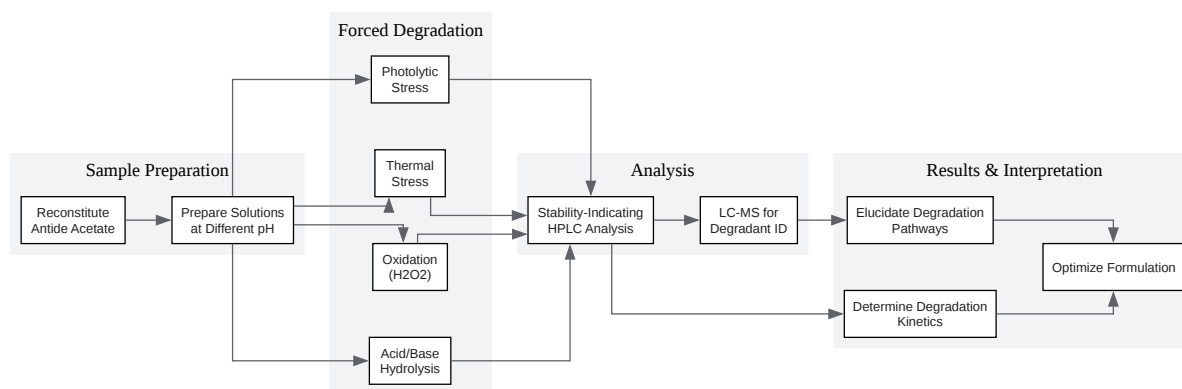 Forced Degradation
Photolytic
Stress
Sample Preparation
Thermal
Stress
Analysis
Results & Interpretation
Reconstitute
Antide Acetate
Prepare Solutions
at Different pH
Stability-Indicating
HPLC Analysis
LC-MS for
Degradant ID
Elucidate Degradation
Pathways
Oxidation
(H2O2)
Optimize Formulation
Determine Degradation
Kinetics
Acid/Base
Hydrolysis